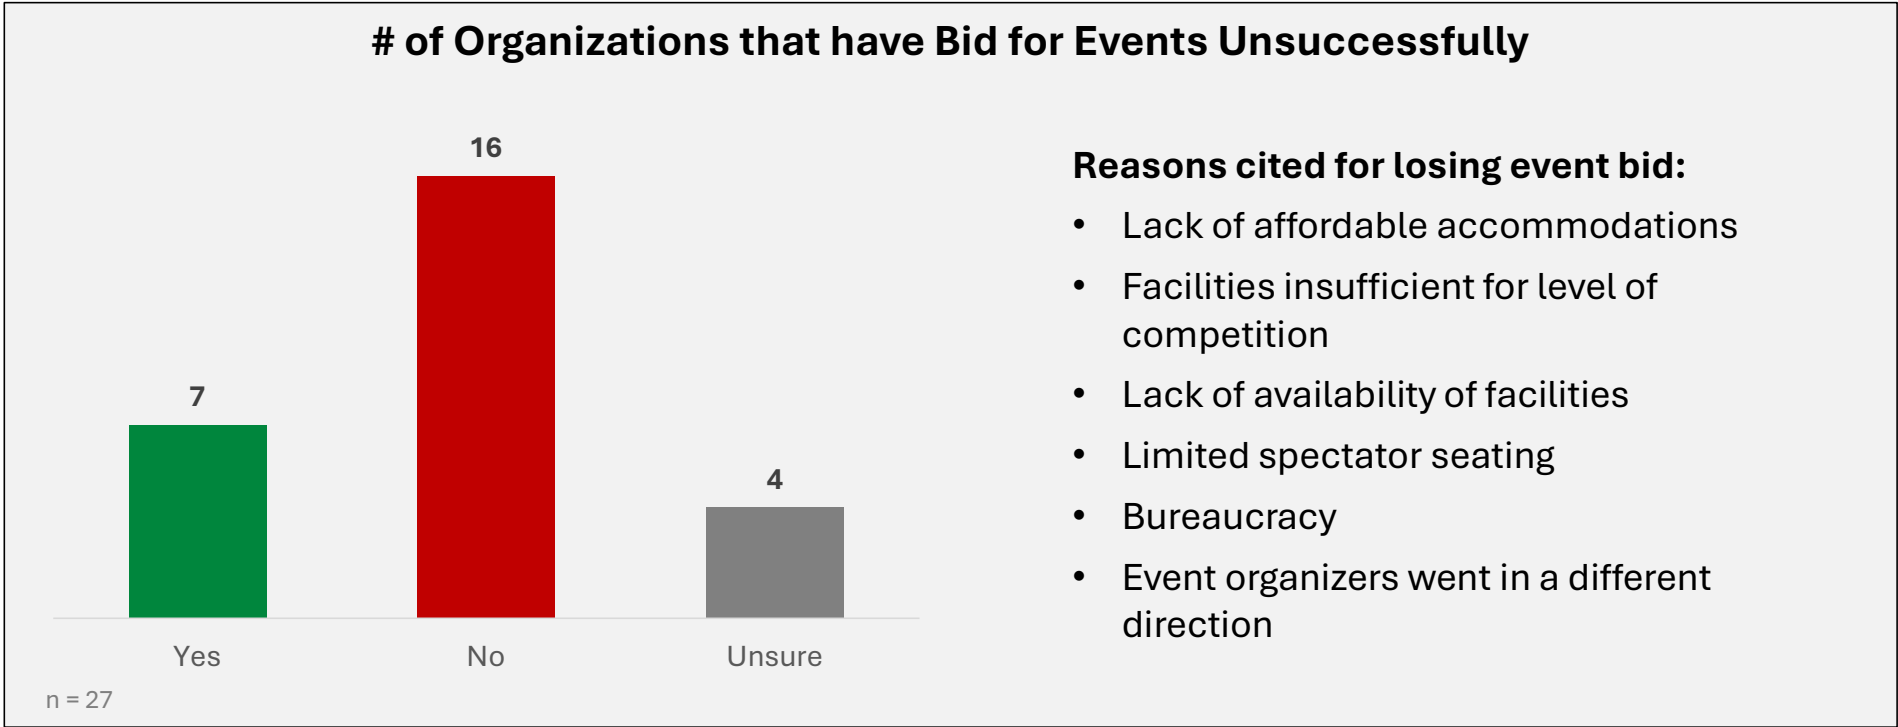 # of Organizations that have Bid for Events Unsuccessfully
16
7
4
Yes
No
Unsure
n = 27
Reasons cited for losing event bid:
• Lack of affordable accommodations
• Facilities insufficient for level of
competition
• Lack of availability of facilities
• Limited spectator seating
• Bureaucracy
• Event organizers went in a different
direction